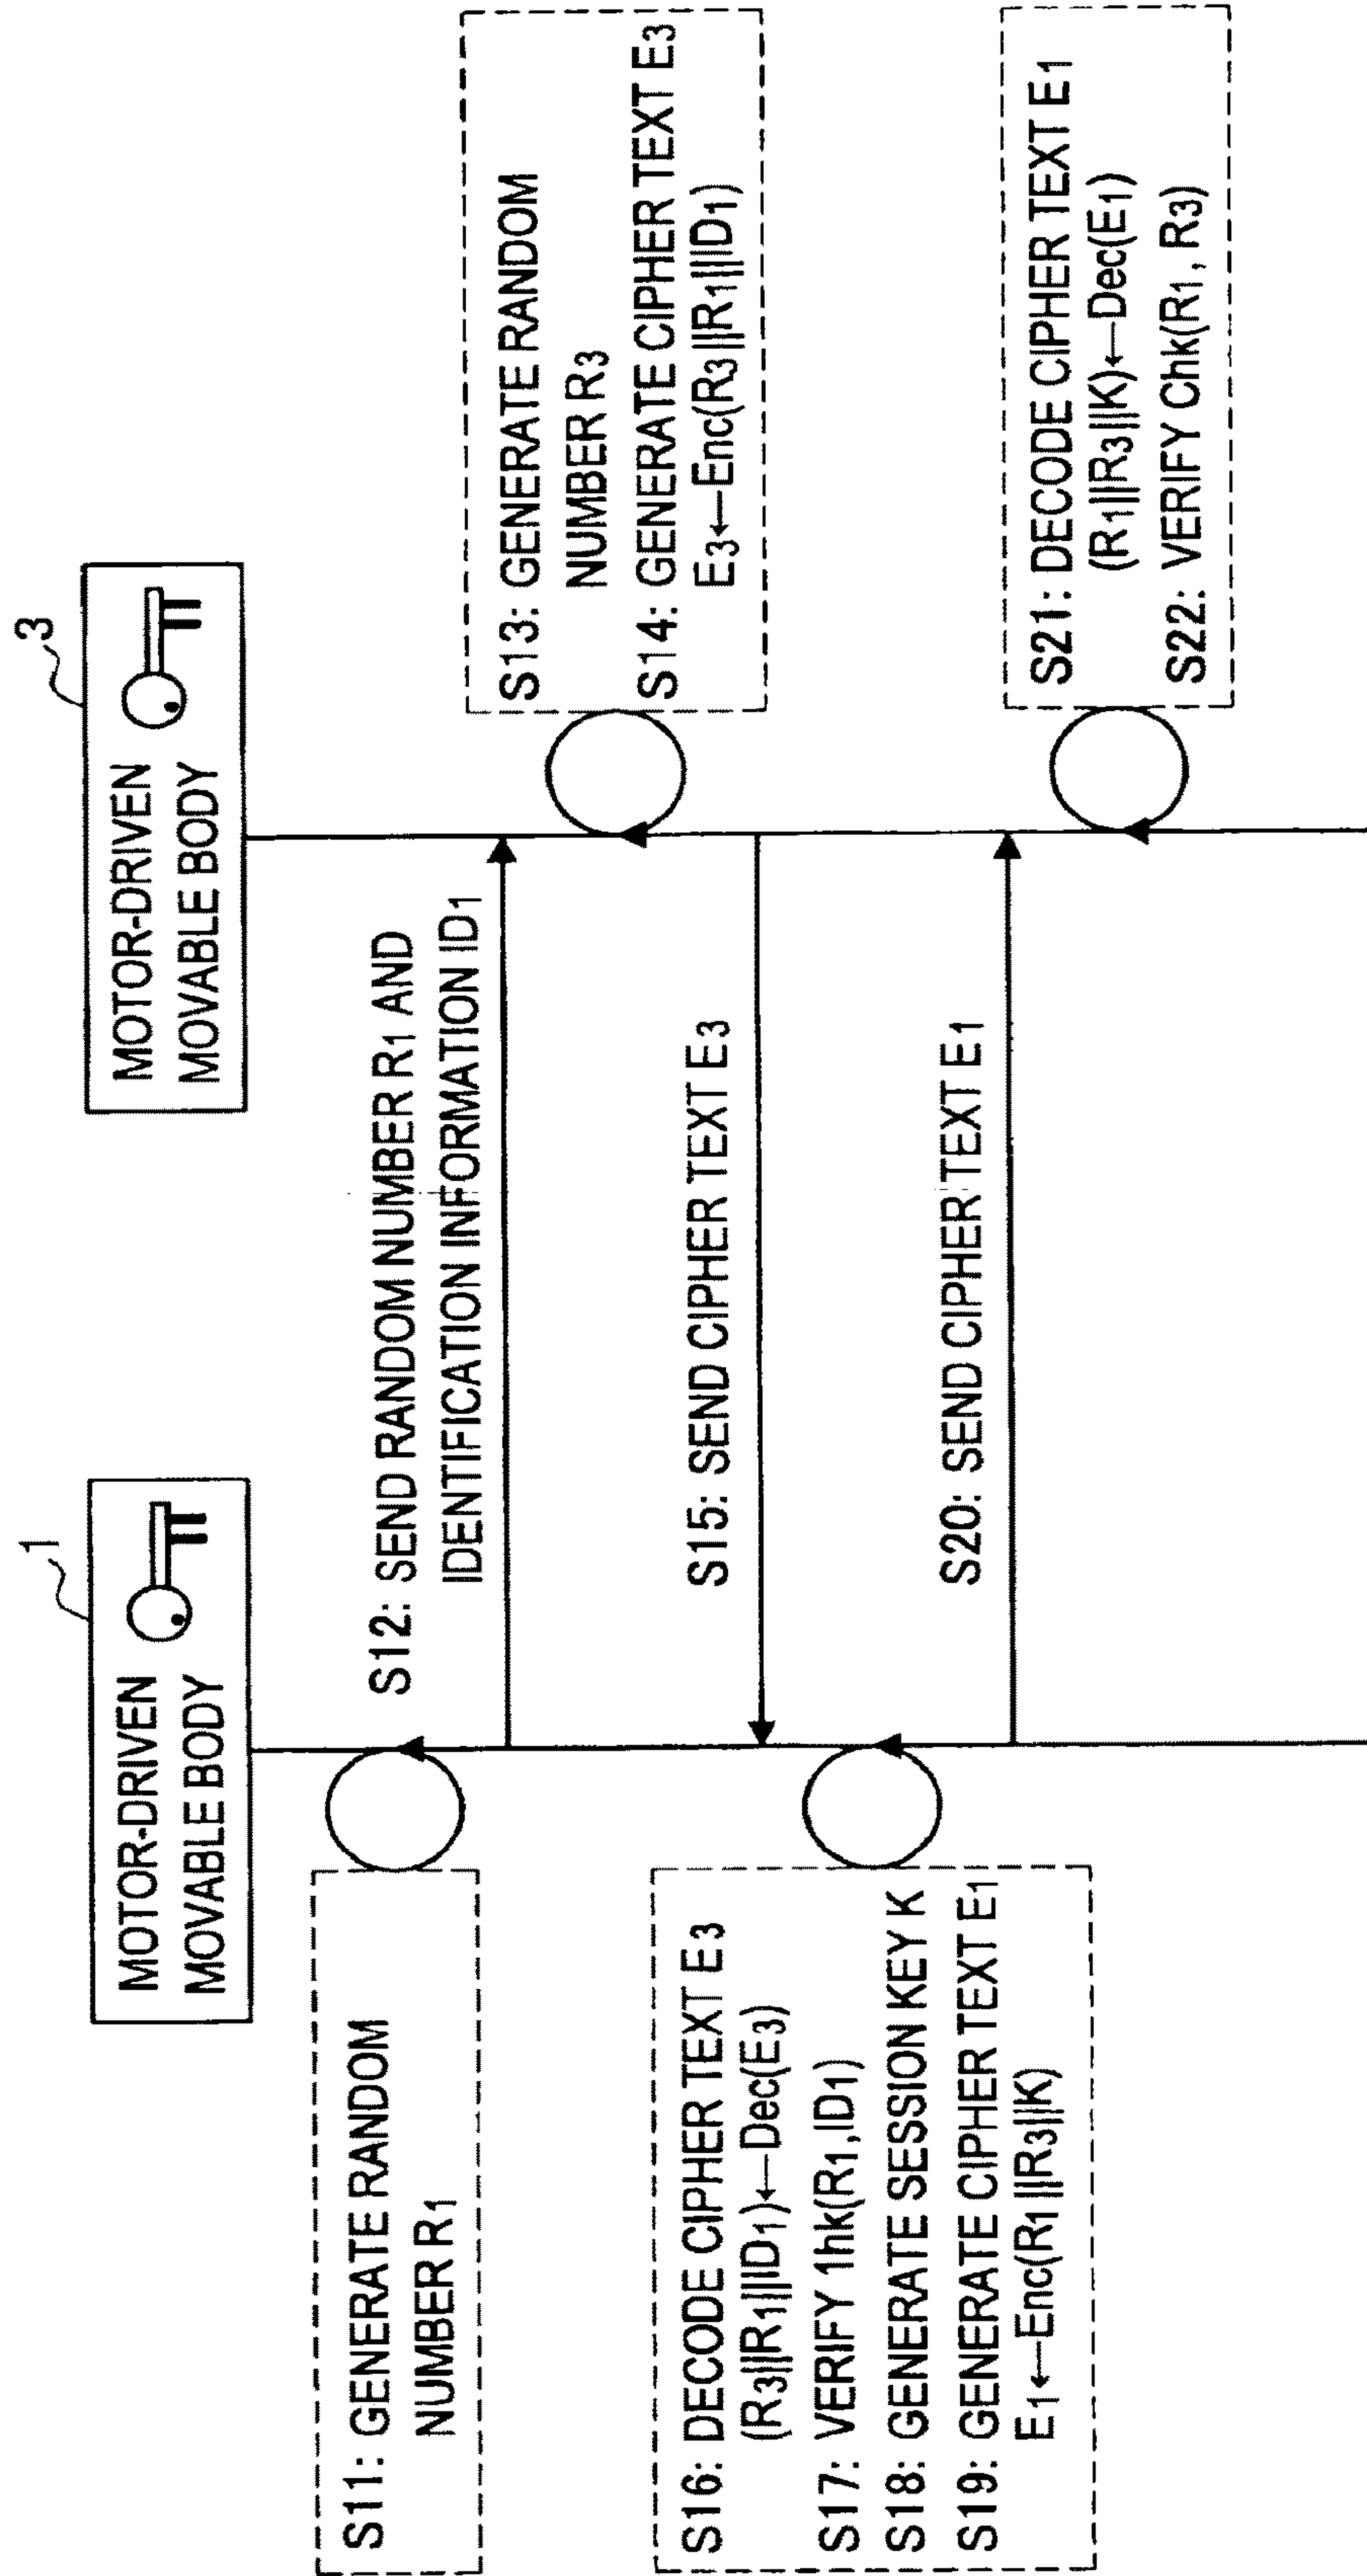 1
MOTOR-DRIVEN
MOVABLE BODY
3
MOTOR-DRIVEN
MOVABLE BODY
S11: GENERATE RANDOM
NUMBER R1
S12: SEND RANDOM NUMBER R1 AND
IDENTIFICATION INFORMATION ID1
S13: GENERATE RANDOM
NUMBER R3
S14: GENERATE CIPHER TEXT E3
E3←Enc(R3||R1||ID1)
S15: SEND CIPHER TEXT E3
S16: DECODE CIPHER TEXT E3
(R3||R1||ID1)←Dec(E3)
S17: VERIFY 1hk(R1,ID1)
S18: GENERATE SESSION KEY K
S19: GENERATE CIPHER TEXT E1
E1←Enc(R1||R3||K)
S20: SEND CIPHER TEXT E1
S21: DECODE CIPHER TEXT E1
(R1||R3||K)←Dec(E1)
S22: VERIFY Chk(R1, R3)